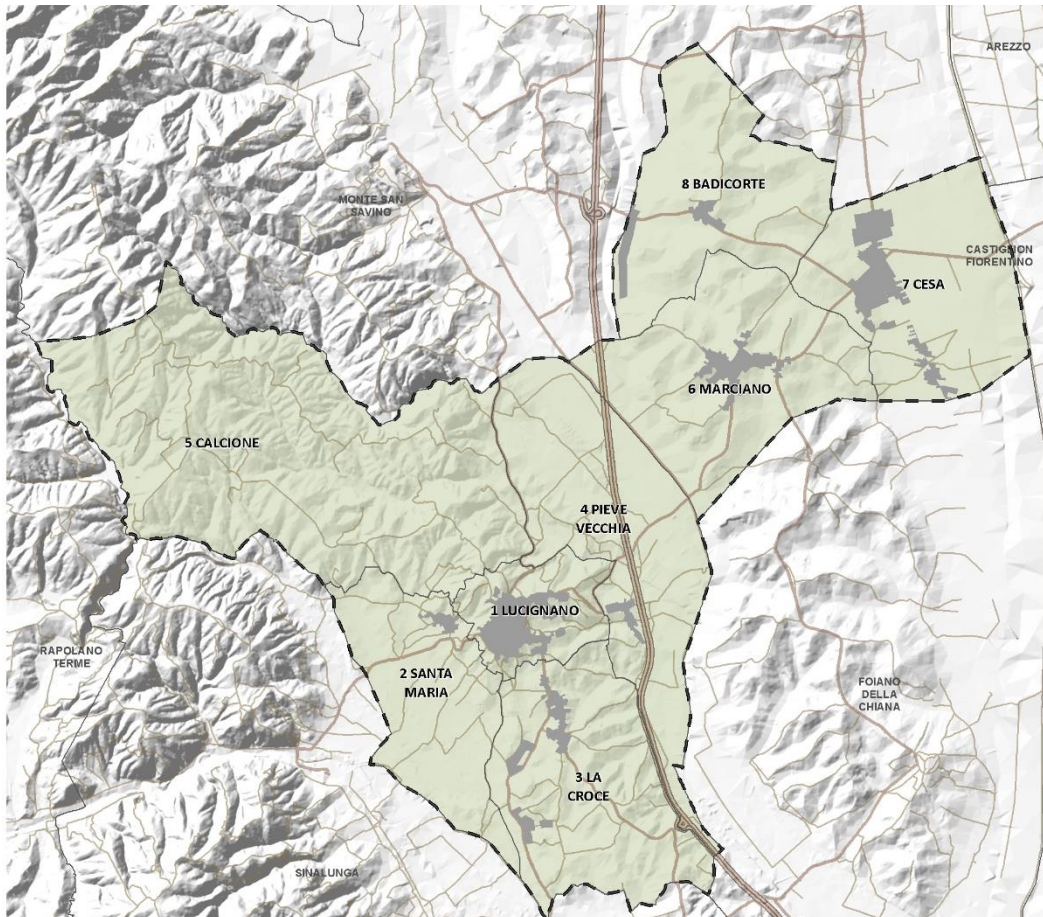 AREZZO
8 BADICORTE
MONTE SAN
SAVINO
CASTIGLION
FIORENTINO
7 CESA
6 MARCIANO
5 CALCIONE
4 PIEVE
VECCHIA
1 LUCIGNANO
RAPOLANO
TERME
2 SANTA
MARIA
FOIANO
DELLA
CHIANA
3 LA
CROCE
SINALUNGA